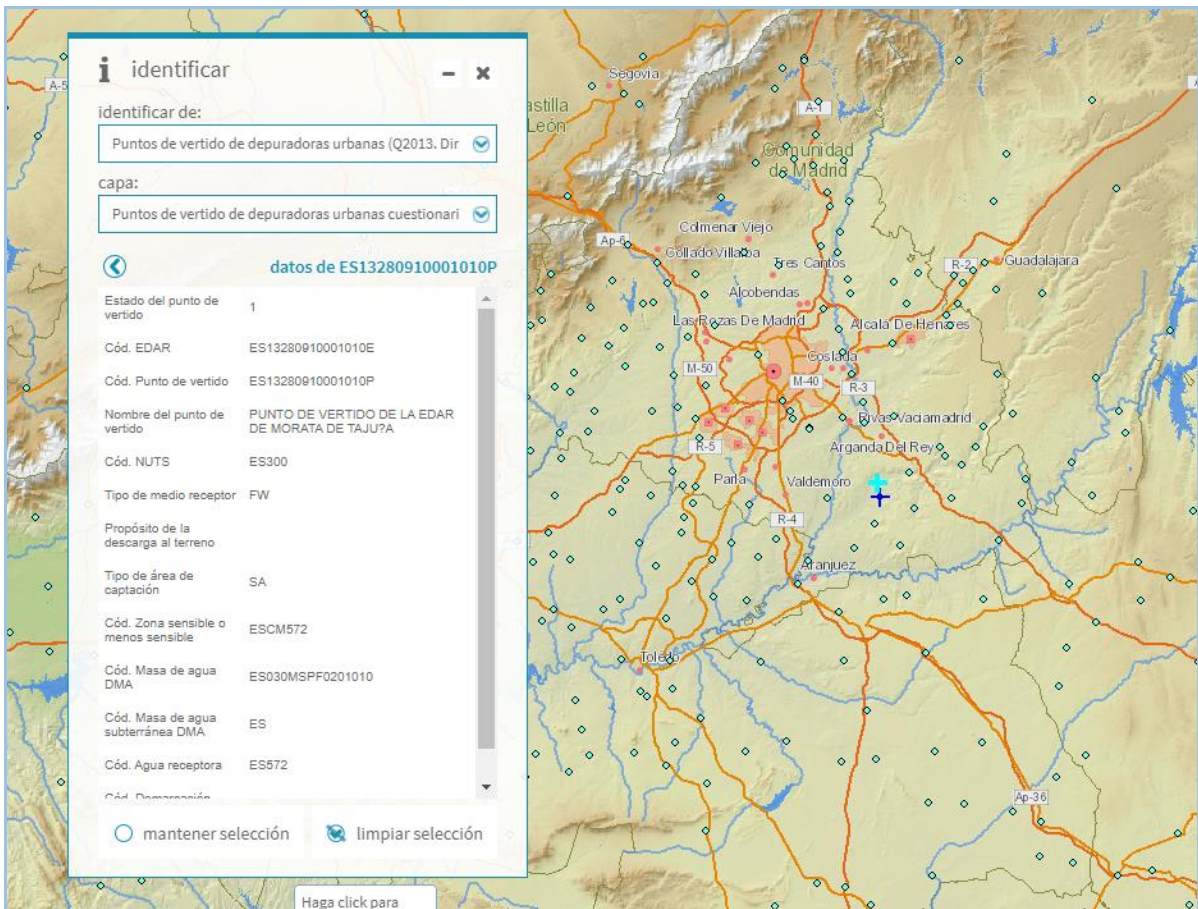 identificar
identificar de:
Puntos de vertido de depuradoras urbanas (Q2013. Dir
capa:
Puntos de vertido de depuradoras urbanas cuestionari
datos de ES13280910001010P
Estado del punto de vertido
1
Cód. EDAR
ES13280910001010E
Cód. Punto de vertido
ES13280910001010P
Nombre del punto de vertido
PUNTO DE VERTIDO DE LA EDAR
DE MORATA DE TAJU?A
Cód. NUTS
ES300
Tipo de medio receptor
FW
Propósito de la
descarga al terreno
Tipo de área de
captación
SA
Cód. Zona sensible o
menos sensible
ESCM572
Cód. Masa de agua
DMA
ES030MSPF0201010
Cód. Masa de agua
subterránea DMA
ES
Cód. Agua receptora
ES572
Cód. Demarcación
mantener selección
limpiar selección
Haga click para
A-5
Segovia
astilla
León
A-1
Comunidad
de Madrid
Colmenar Viejo
Ap-6
Collado Villalba
Tres Cantos
R-2
Guadalajara
Alcobendas
Las Rozas De Madrid
Alcalá De Henares
Coslada
M-50
M-40
R-3
Rivas-Vaciamadrid
R-5
Arganda Del Rey
Parla
Valdemoro
R-4
Aranjuez
Toledo
Ap-36